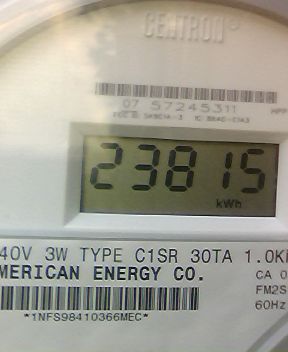 CENTRON®
07 57245311
23815
kWh
40V 3W TYPE C1SR 30TA 1.0K
MERICAN ENERGY CO.
CA 0
FM2S
60Hz
*1NFS98410366MEC*